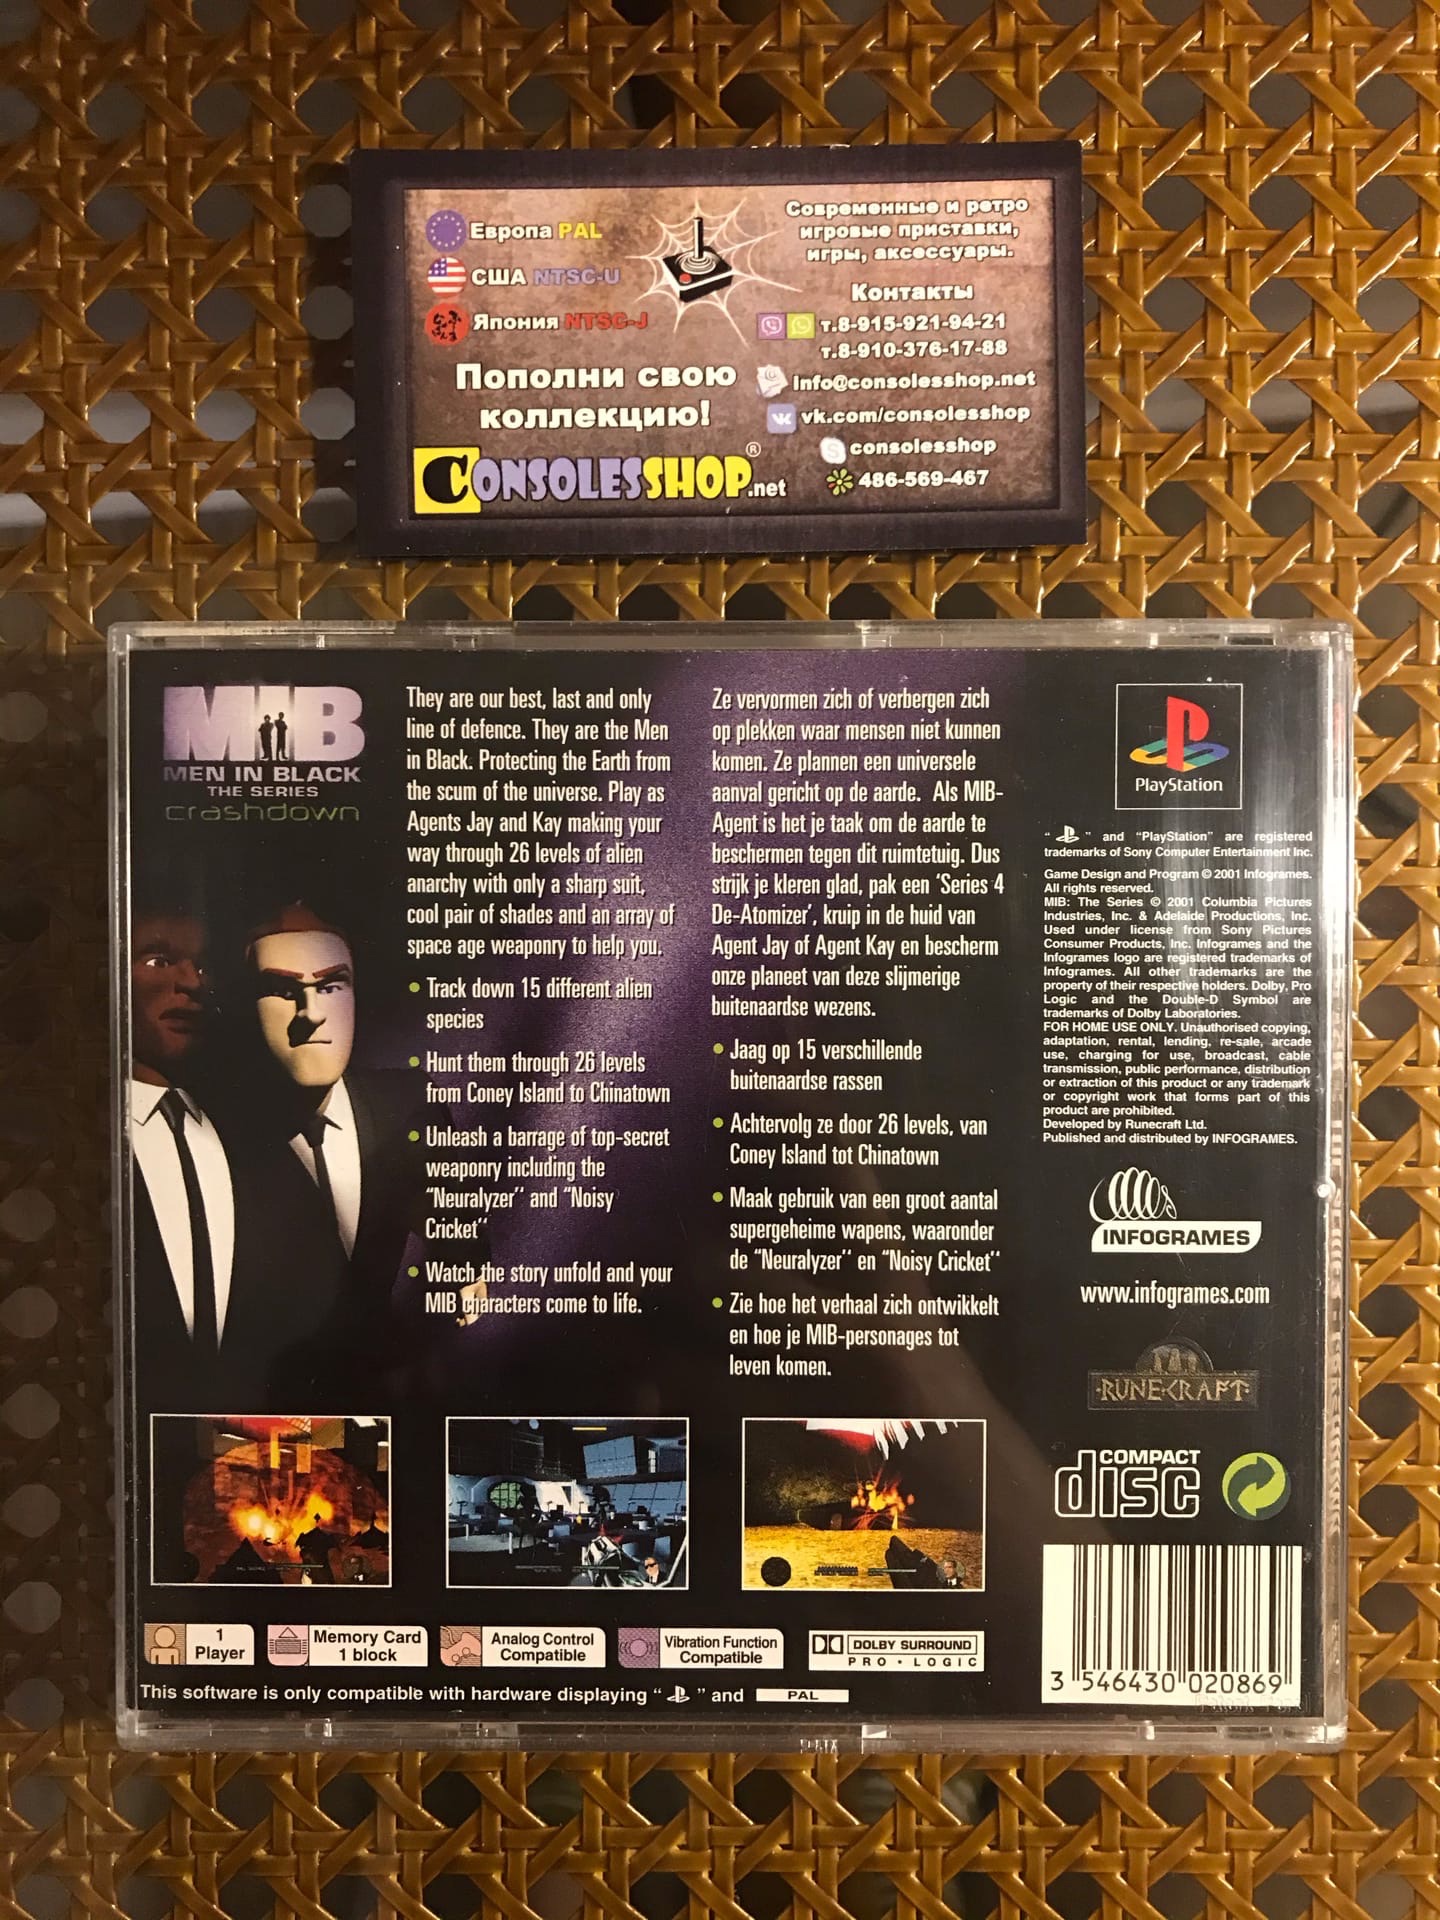 Европа PAL
США NTSC-U
Япония NTSC-J
Пополни свою
коллекцию!
CONSOLESSHOP.net
®
Современные и ретро
игровые приставки,
игры, аксессуары.
Контакты
т.8-915-921-94-21
т.8-910-376-17-88
info@consolesshop.net
vk.com/consolesshop
consolesshop
486-569-467
MIB
MEN IN BLACK
THE SERIES
crashdown
They are our best, last and only
line of defence. They are the Men
in Black. Protecting the Earth from
the scum of the universe. Play as
Agents Jay and Kay making your
way through 26 levels of alien
anarchy with only a sharp suit,
cool pair of shades and an array of
space age weaponry to help you.
• Track down 15 different alien
species
• Hunt them through 26 levels
from Coney Island to Chinatown
• Unleash a barrage of top-secret
weaponry including the
“Neuralyzer’’ and “Noisy
Cricket’’
• Watch the story unfold and your
MIB characters come to life.
Ze vervormen zich of verbergen zich
op plekken waar mensen niet kunnen
komen. Ze plannen een universele
aanval gericht op de aarde. Als MIB-
Agent is het je taak om de aarde te
beschermen tegen dit ruimtetuig. Dus
strijk je kleren glad, pak een ‘Series 4
De-Atomizer’, kruip in de huid van
Agent Jay of Agent Kay en bescherm
onze planeet van deze slijmerige
buitenaardse wezens.
• Jaag op 15 verschillende
buitenaardse rassen
• Achtervolg ze door 26 levels, van
Coney Island tot Chinatown
• Maak gebruik van een groot aantal
supergeheime wapens, waaronder
de “Neuralyzer’’ en “Noisy Cricket’’
• Zie hoe het verhaal zich ontwikkelt
en hoe je MIB-personages tot
leven komen.
PlayStation
“ ” and “PlayStation” are registered
trademarks of Sony Computer Entertainment Inc.
Game Design and Program © 2001 Infogrames.
All rights reserved.
MIB: The Series © 2001 Columbia Pictures
Industries, Inc. & Adelaide Productions, Inc.
Used under license from Sony Pictures
Consumer Products, Inc. Infogrames and the
Infogrames logo are registered trademarks of
Infogrames. All other trademarks are the
property of their respective holders. Dolby, Pro
Logic and the Double-D Symbol are
trademarks of Dolby Laboratories.
FOR HOME USE ONLY. Unauthorised copying,
adaptation, rental, lending, re-sale, arcade
use, charging for use, broadcast, cable
transmission, public performance, distribution
or extraction of this product or any trademark
or copyright work that forms part of this
product are prohibited.
Developed by Runecraft Ltd.
Published and distributed by INFOGRAMES.
INFOGRAMES
www.infogrames.com
RUNECRAFT
COMPACT
disc
1
Player
Memory Card
1 block
Analog Control
Compatible
Vibration Function
Compatible
DOLBY SURROUND
PRO • LOGIC
This software is only compatible with hardware displaying “ ” and PAL
3 546430 020869